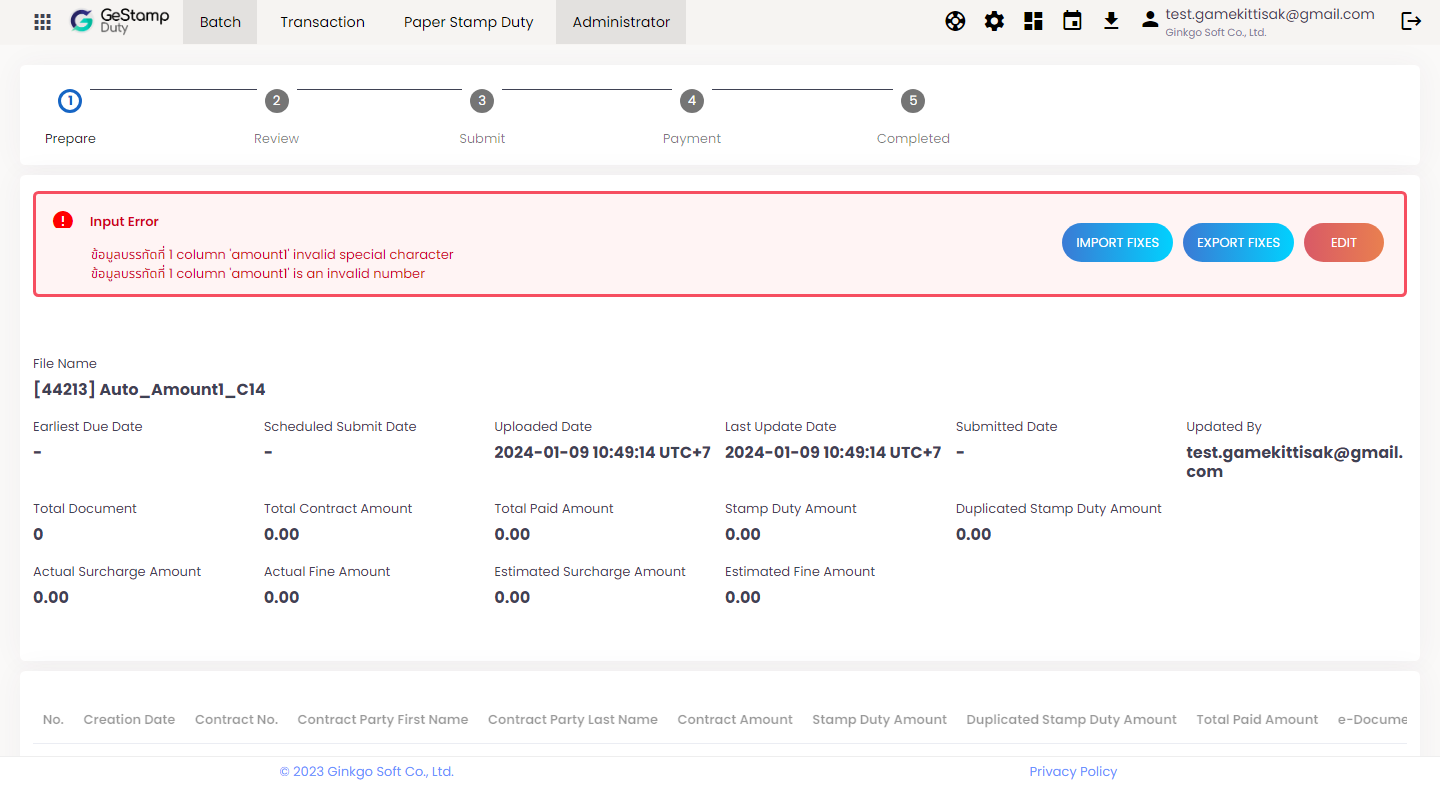 GeStamp
Duty
Batch
Transaction
Paper Stamp Duty
Administrator
test.gamekittisak@gmail.com
Ginkgo Soft Co., Ltd.
1
2
3
4
5
Prepare
Review
Submit
Payment
Completed
Input Error
ข้อมูลบรรทัดที่ 1 column 'amount1' invalid special character
ข้อมูลบรรทัดที่ 1 column 'amount1' is an invalid number
IMPORT FIXES
EXPORT FIXES
EDIT
File Name
[44213] Auto_Amount1_C14
Earliest Due Date
Scheduled Submit Date
Uploaded Date
Last Update Date
Submitted Date
Updated By
-
-
2024-01-09 10:49:14 UTC+7
2024-01-09 10:49:14 UTC+7
-
test.gamekittisak@gmail.
com
Total Document
Total Contract Amount
Total Paid Amount
Stamp Duty Amount
Duplicated Stamp Duty Amount
0
0.00
0.00
0.00
0.00
Actual Surcharge Amount
Actual Fine Amount
Estimated Surcharge Amount
Estimated Fine Amount
0.00
0.00
0.00
0.00
No.
Creation Date
Contract No.
Contract Party First Name
Contract Party Last Name
Contract Amount
Stamp Duty Amount
Duplicated Stamp Duty Amount
Total Paid Amount
e-Docume
© 2023 Ginkgo Soft Co., Ltd.
Privacy Policy